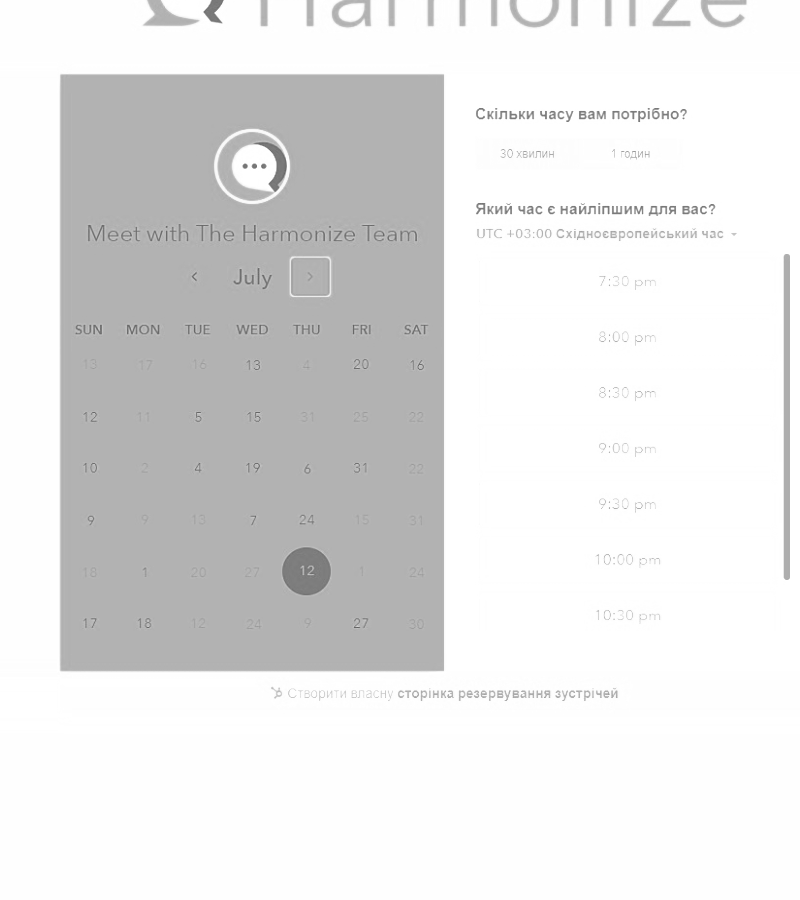 Harmonize
Meet with The Harmonize Team
July
SUN MON TUE WED THU FRI SAT
13 17 16 13 4 20 16
12 11 5 15 31 25 22
10 2 4 19 6 31 22
9 9 13 7 24 15 31
18 1 20 27 12 1 24
17 18 12 24 9 27 30
Скільки часу вам потрібно?
30 хвилин 1 годин
Який час є найліпшим для вас?
UTC +03:00 Східноєвропейський час
7:30 pm
8:00 pm
8:30 pm
9:00 pm
9:30 pm
10:00 pm
10:30 pm
Створити власну сторінка резервування зустрічей